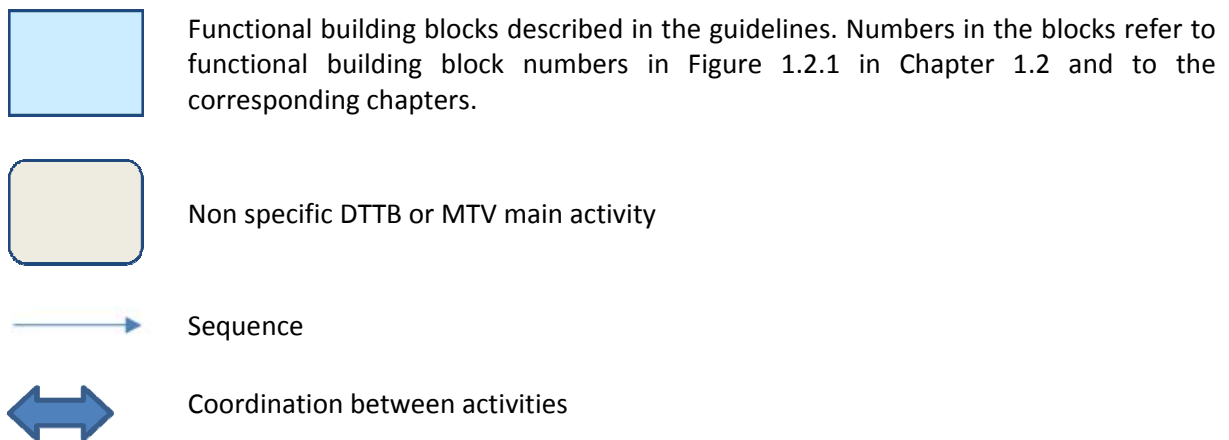 Functional building blocks described in the guidelines. Numbers in the blocks refer to
functional building block numbers in Figure 1.2.1 in Chapter 1.2 and to the
corresponding chapters.
Non specific DTTB or MTV main activity
Sequence
Coordination between activities